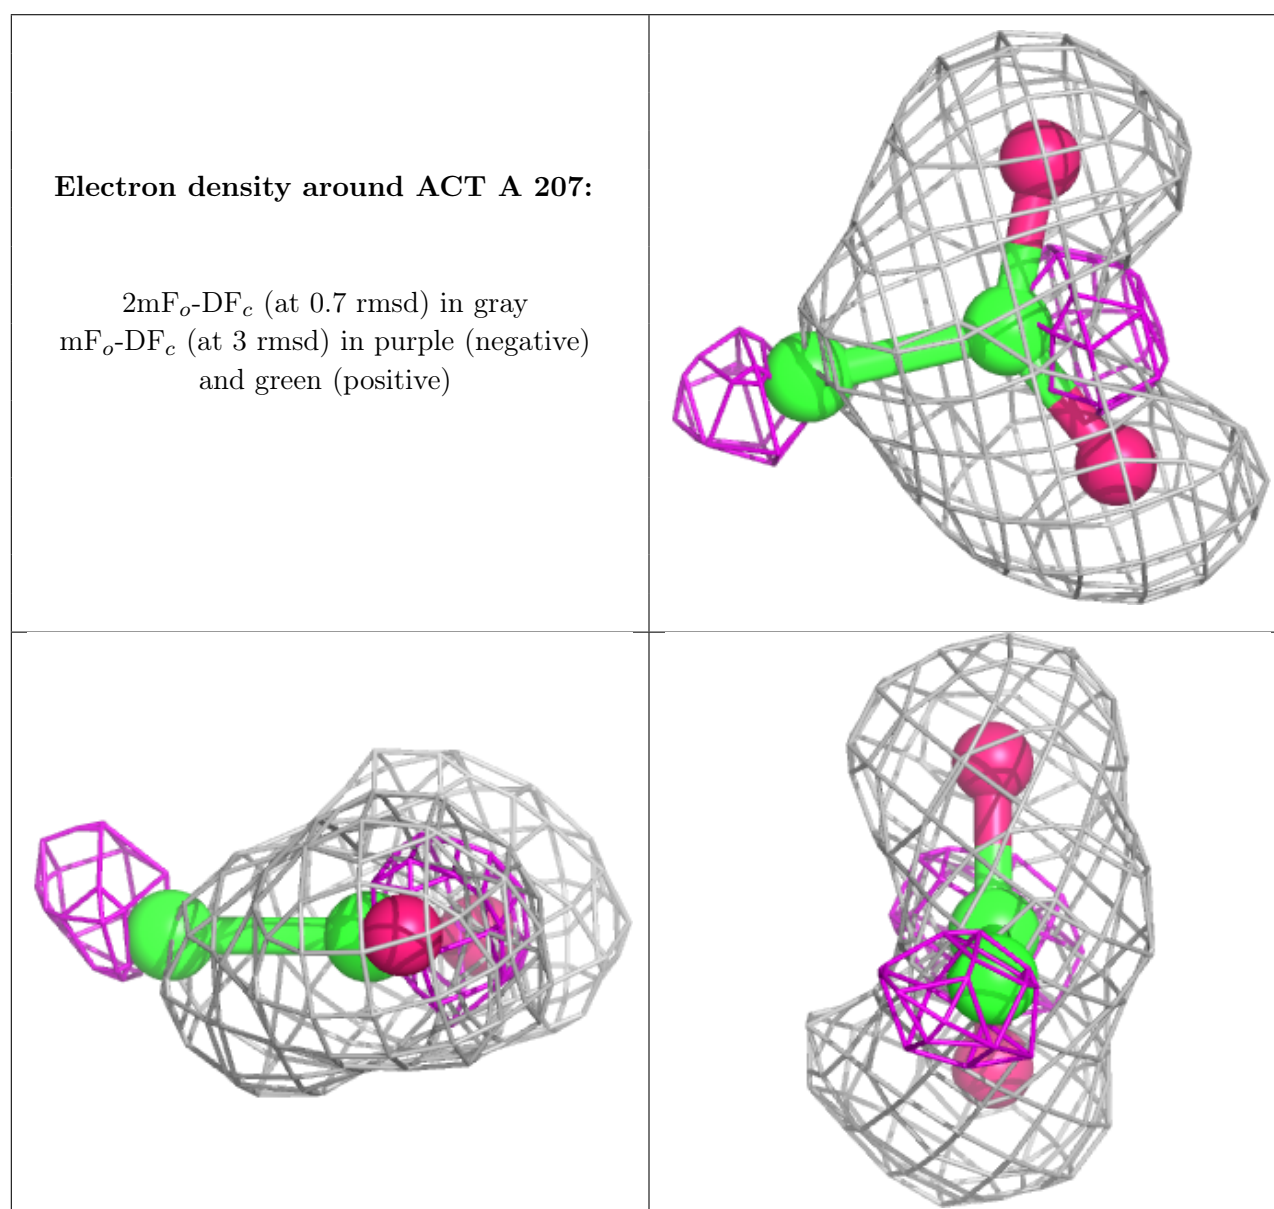 Electron density around ACT A 207:
2mFo-DFc (at 0.7 rmsd) in gray
mFo-DFc (at 3 rmsd) in purple (negative)
and green (positive)